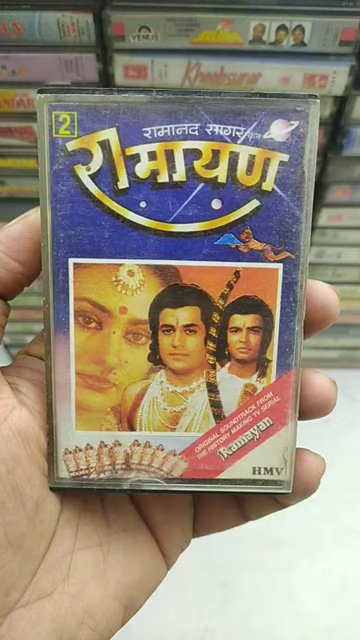 VENUS
Khoobsurat
2
रामानन्द सागर कृत
रामायण
ORIGINAL SOUNDTRACK FROM
THE HISTORY MAKING TV SERIAL
Ramayan
HMV